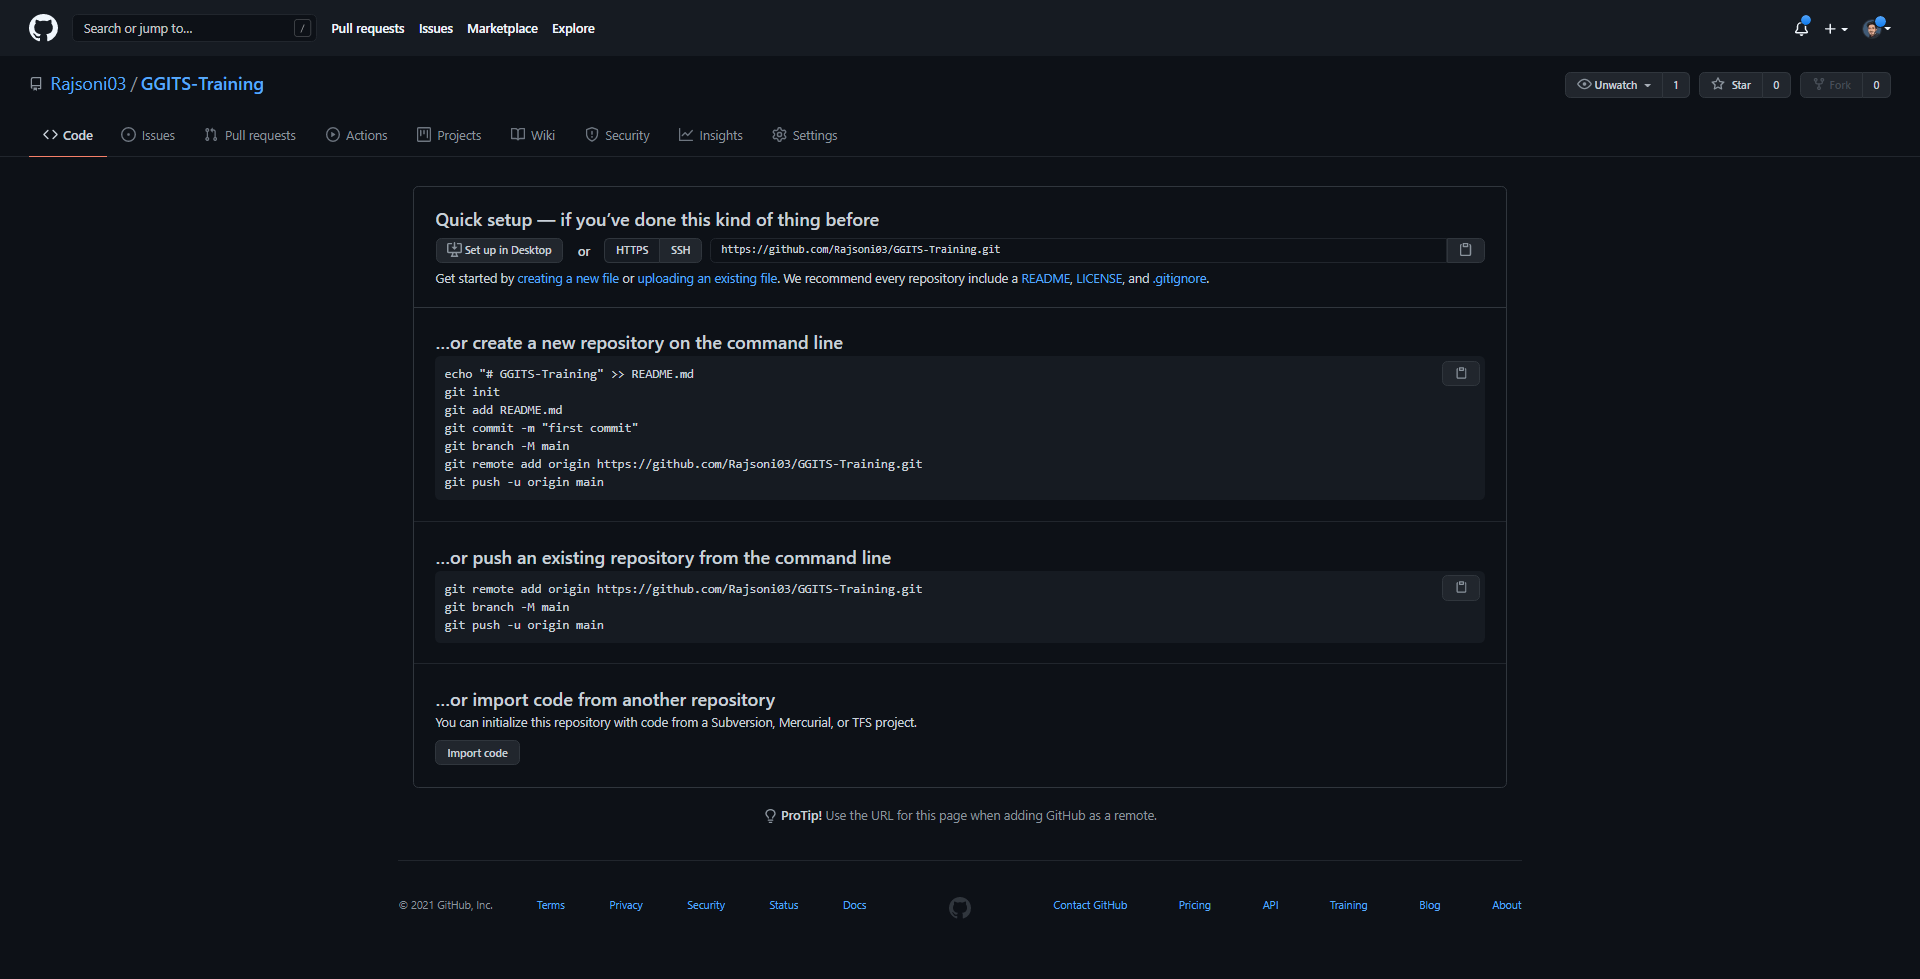 Search or jump to... /
Pull requests Issues Marketplace Explore
Rajsoni03 / GGITS-Training
Unwatch 1 Star 0 Fork 0
Code Issues Pull requests Actions Projects Wiki Security Insights Settings
Quick setup — if you’ve done this kind of thing before
Set up in Desktop or HTTPS SSH https://github.com/Rajsoni03/GGITS-Training.git
Get started by creating a new file or uploading an existing file. We recommend every repository include a README, LICENSE, and .gitignore.
…or create a new repository on the command line
echo "# GGITS-Training" >> README.md
git init
git add README.md
git commit -m "first commit"
git branch -M main
git remote add origin https://github.com/Rajsoni03/GGITS-Training.git
git push -u origin main
…or push an existing repository from the command line
git remote add origin https://github.com/Rajsoni03/GGITS-Training.git
git branch -M main
git push -u origin main
…or import code from another repository
You can initialize this repository with code from a Subversion, Mercurial, or TFS project.
Import code
ProTip! Use the URL for this page when adding GitHub as a remote.
© 2021 GitHub, Inc. Terms Privacy Security Status Docs Contact GitHub Pricing API Training Blog About